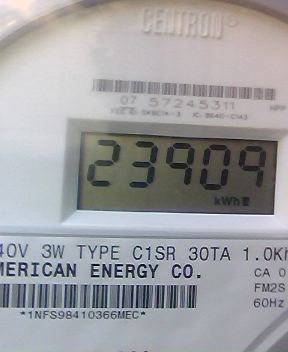 CENTRON®
07 57245311
23909
kWh
40V 3W TYPE C1SR 30TA 1.0Kh
MERICAN ENERGY CO.
CA 0
FM2S
60Hz
*1NFS98410366MEC*